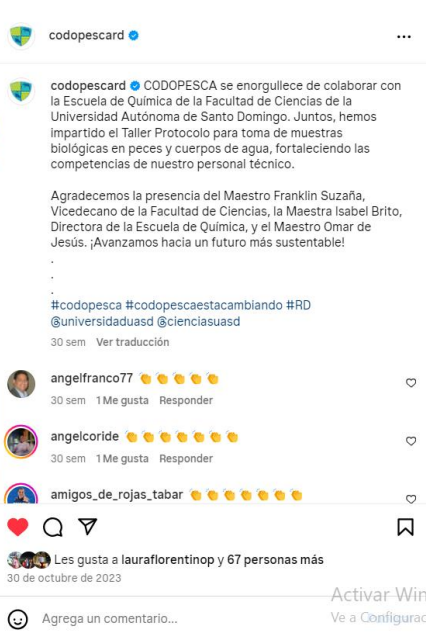 codopescard
codopescard CODOPESCA se enorgullece de colaborar con
la Escuela de Química de la Facultad de Ciencias de la
Universidad Autónoma de Santo Domingo. Juntos, hemos
impartido el Taller Protocolo para toma de muestras
biológicas en peces y cuerpos de agua, fortaleciendo las
competencias de nuestro personal técnico.
Agradecemos la presencia del Maestro Franklin Suzaña,
Vicedecano de la Facultad de Ciencias, la Maestra Isabel Brito,
Directora de la Escuela de Química, y el Maestro Omar de
Jesús. ¡Avanzamos hacia un futuro más sustentable!
.
.
.
#codopesca #codopescaestacambiando #RD
@universidaduasd @cienciasuasd
30 sem Ver traducción
angelfranco77 👏👏👏👏👏
30 sem 1 Me gusta Responder
angelcoride 👏👏👏👏👏👏👏
30 sem 1 Me gusta Responder
amigos_de_rojas_tabar 👏👏👏👏👏👏👏
Les gusta a lauraflorentinop y 67 personas más
30 de octubre de 2023
Activar Win
Agrega un comentario...
Ve a Configurac